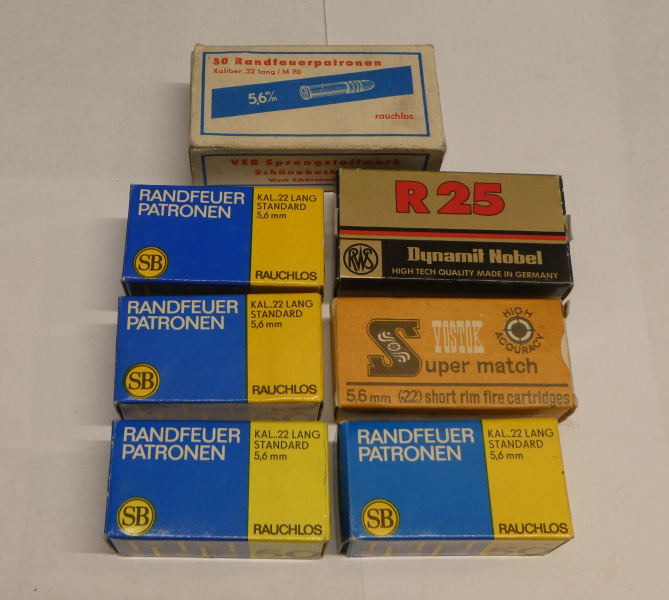 50 Randfeuerpatronen
Kaliber .22 lang / M 70
5,6 m/m
rauchlos
VEB Sprengstoffwerk
Schönebeck
Werk Schönebeck
RANDFEUER
PATRONEN
KAL..22 LANG
STANDARD
5,6 mm
SB
RAUCHLOS
R 25
RWS
Dynamit Nobel
HIGH TECH QUALITY MADE IN GERMANY
RANDFEUER
PATRONEN
KAL..22 LANG
STANDARD
5,6 mm
SB
RAUCHLOS
VOSTOK
HIGH
ACCURACY
Super match
5,6 mm (.22) short rim fire cartridges
RANDFEUER
PATRONEN
KAL..22 LANG
STANDARD
5,6 mm
SB
RAUCHLOS
50
RANDFEUER
PATRONEN
KAL..22 LANG
STANDARD
5,6 mm
SB
RAUCHLOS
50